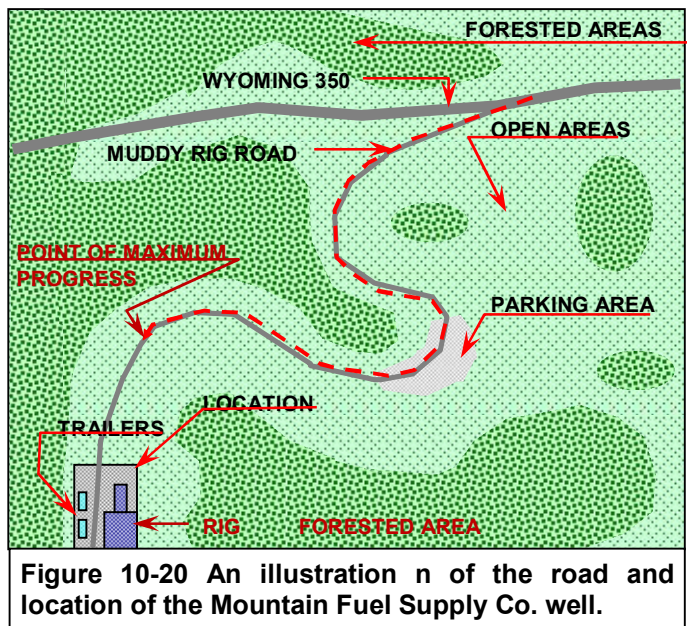 FORESTED AREAS
WYOMING 350
OPEN AREAS
MUDDY RIG ROAD
POINT OF MAXIMUM
PROGRESS
PARKING AREA
LOCATION
TRAILERS
RIG
FORESTED AREA
Figure 10-20 An illustration n of the road and
location of the Mountain Fuel Supply Co. well.